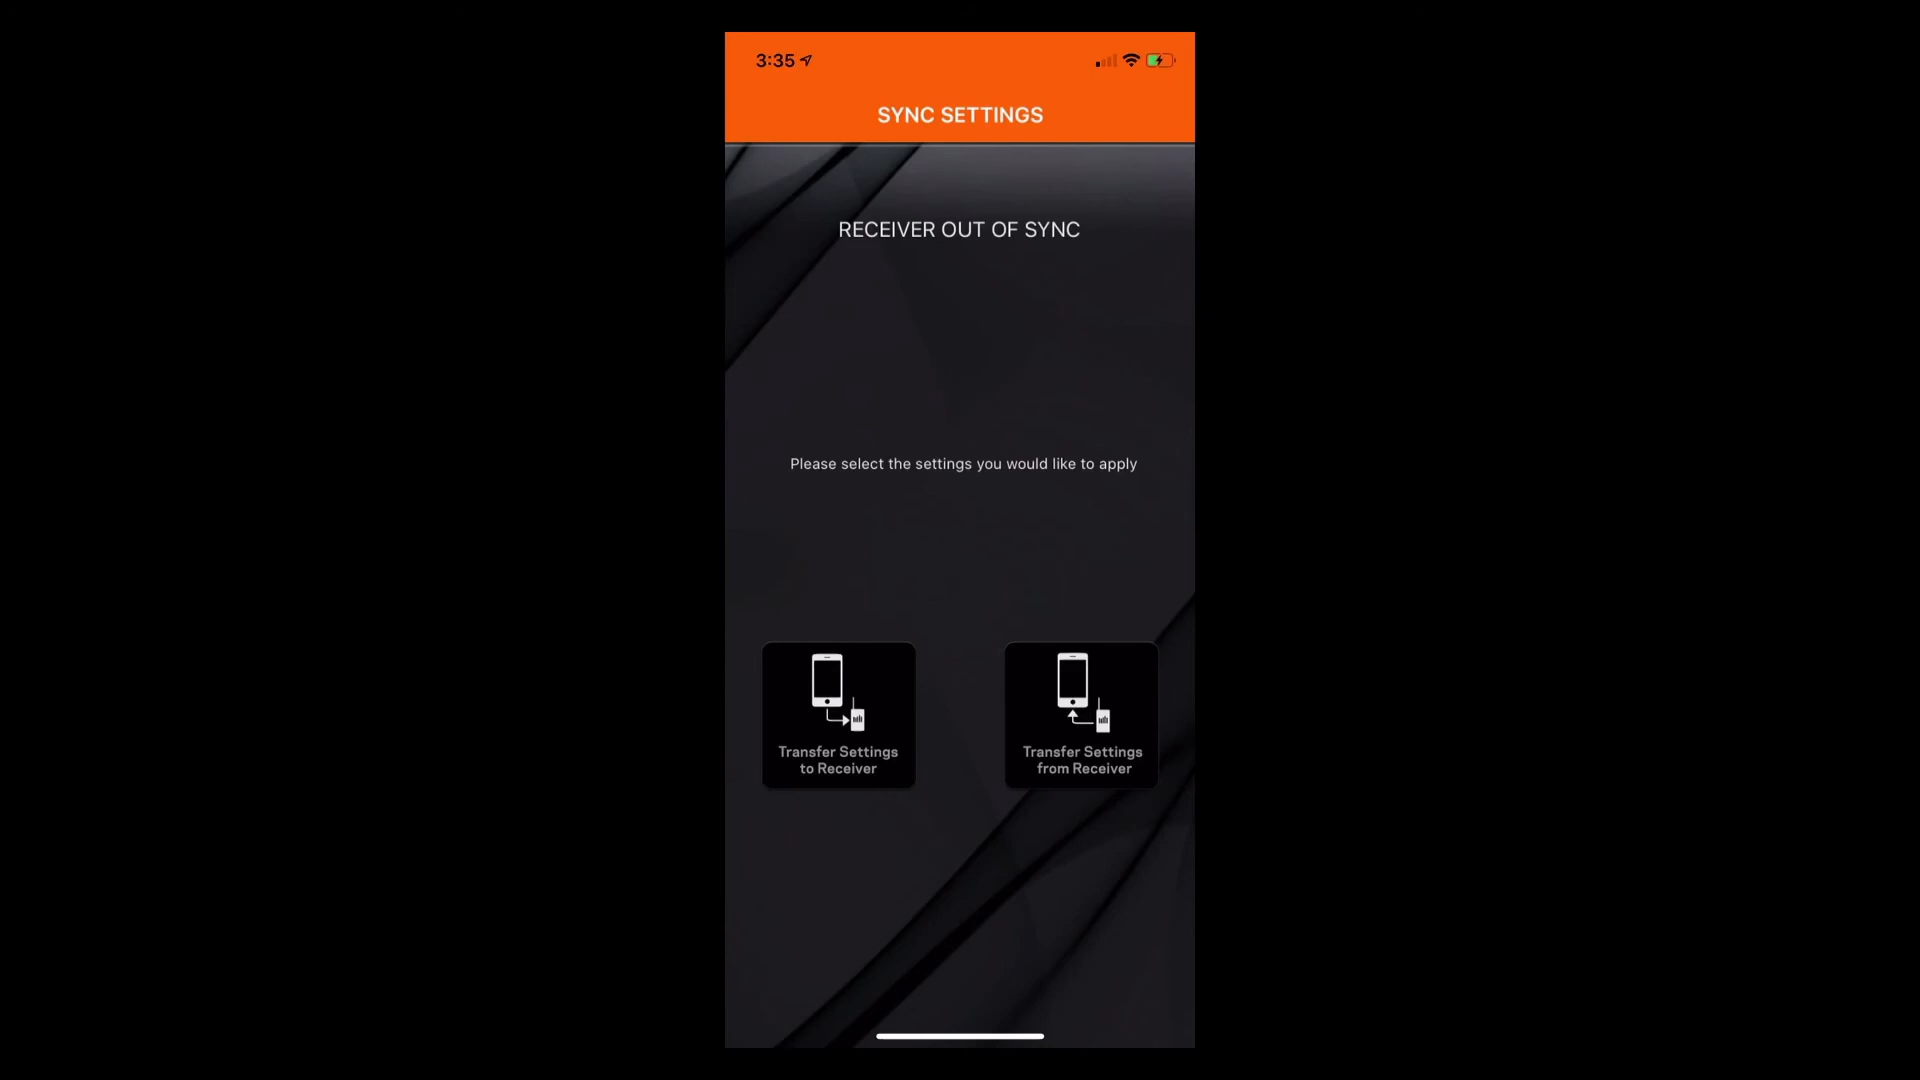 3:35
SYNC SETTINGS
RECEIVER OUT OF SYNC
Please select the settings you would like to apply
Transfer Settings
to Receiver
Transfer Settings
from Receiver